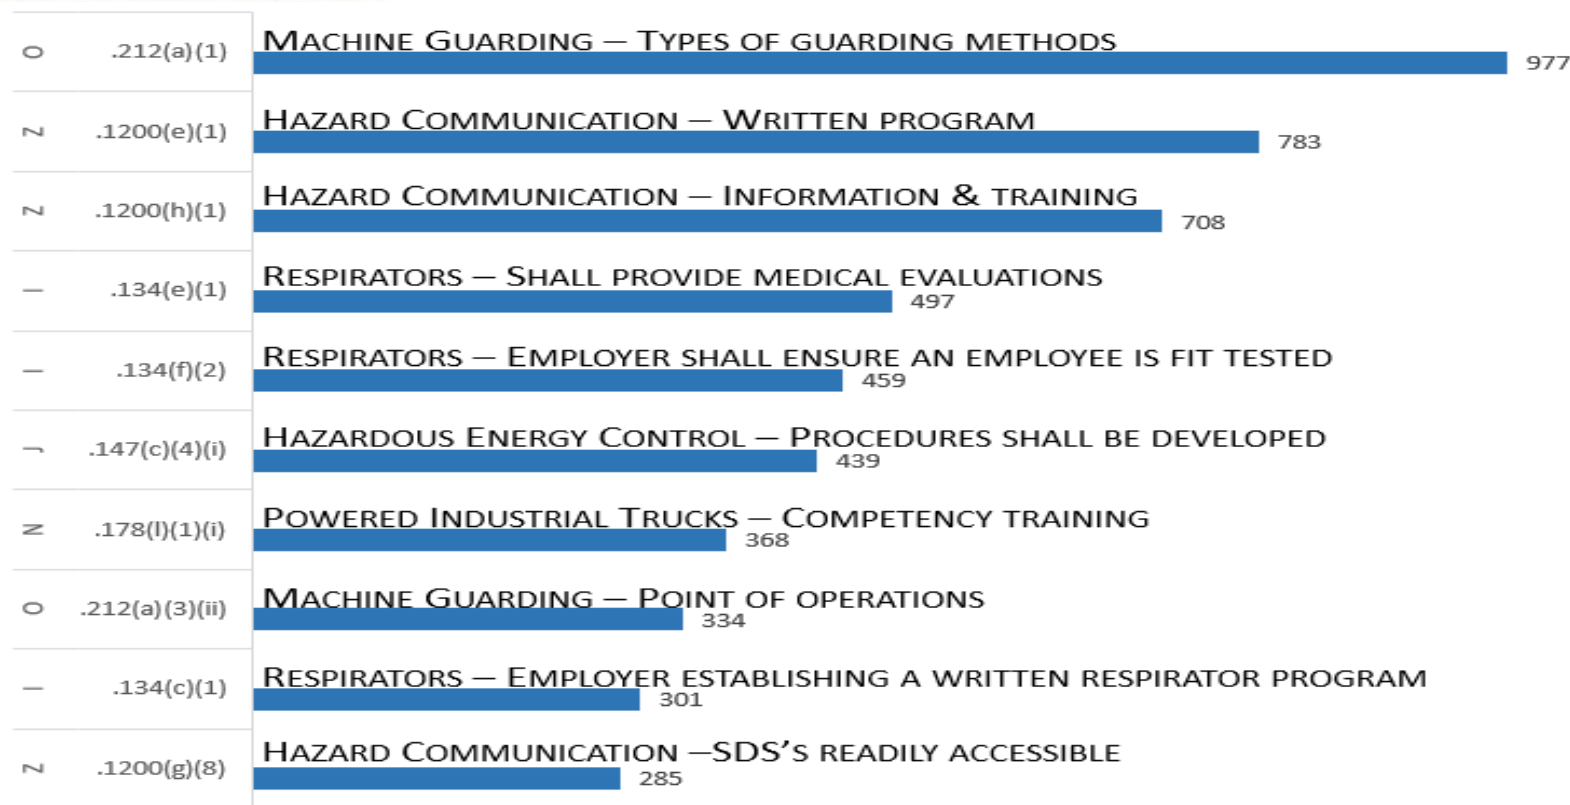 O .212(a)(1) MACHINE GUARDING – TYPES OF GUARDING METHODS 977
Z .1200(e)(1) HAZARD COMMUNICATION – WRITTEN PROGRAM 783
Z .1200(h)(1) HAZARD COMMUNICATION – INFORMATION & TRAINING 708
I .134(e)(1) RESPIRATORS – SHALL PROVIDE MEDICAL EVALUATIONS 497
I .134(f)(2) RESPIRATORS – EMPLOYER SHALL ENSURE AN EMPLOYEE IS FIT TESTED 459
J .147(c)(4)(i) HAZARDOUS ENERGY CONTROL – PROCEDURES SHALL BE DEVELOPED 439
N .178(l)(1)(i) POWERED INDUSTRIAL TRUCKS – COMPETENCY TRAINING 368
O .212(a)(3)(ii) MACHINE GUARDING – POINT OF OPERATIONS 334
I .134(c)(1) RESPIRATORS – EMPLOYER ESTABLISHING A WRITTEN RESPIRATOR PROGRAM 301
Z .1200(g)(8) HAZARD COMMUNICATION –SDS’S READILY ACCESSIBLE 285